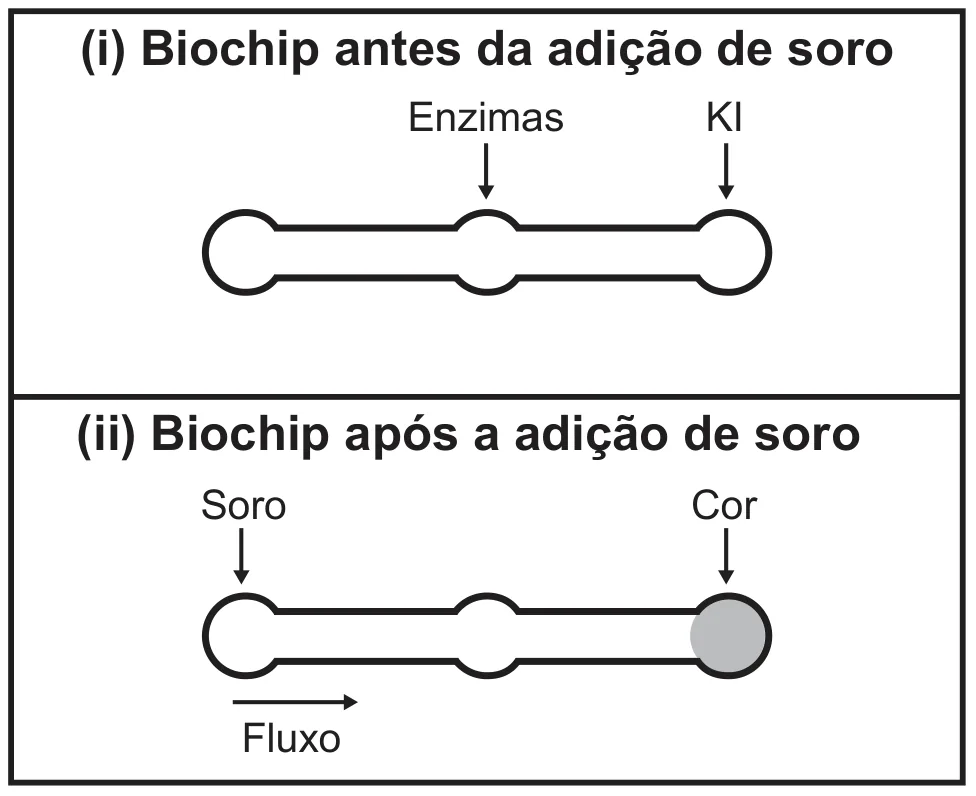 (i) Biochip antes da adição de soro
Enzimas KI
(ii) Biochip após a adição de soro
Soro Cor
Fluxo